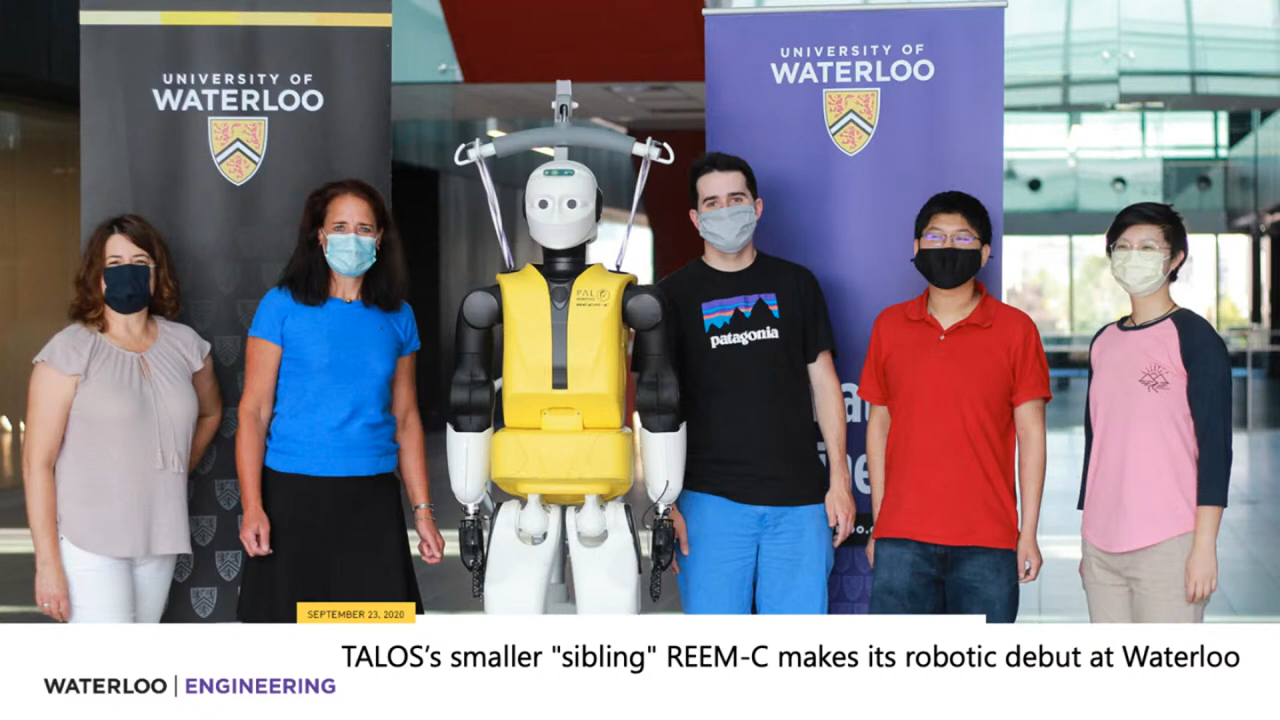 UNIVERSITY OF
WATERLOO
UNIVERSITY OF
WATERLOO
PAL
patagonia
SEPTEMBER 23, 2020
TALOS's smaller "sibling" REEM-C makes its robotic debut at Waterloo
WATERLOO | ENGINEERING